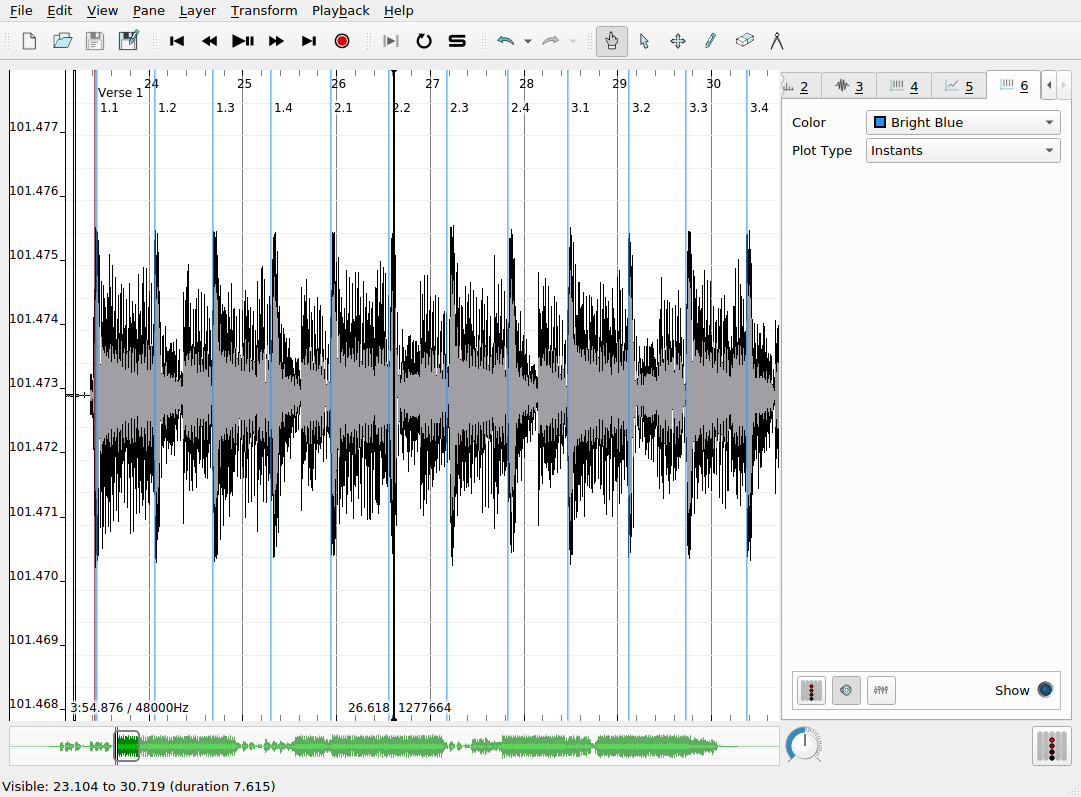 File Edit View Pane Layer Transform Playback Help
24 25 26 27 28 29 30
Verse 1
1.1 1.2 1.3 1.4 2.1 2.2 2.3 2.4 3.1 3.2 3.3 3.4
101.477
101.476
101.475
101.474
101.473
101.472
101.471
101.470
101.469
101.468
3:54.876 / 48000Hz
26.618 1277664
2 3 4 5 6
Color Bright Blue
Plot Type Instants
Show
Visible: 23.104 to 30.719 (duration 7.615)